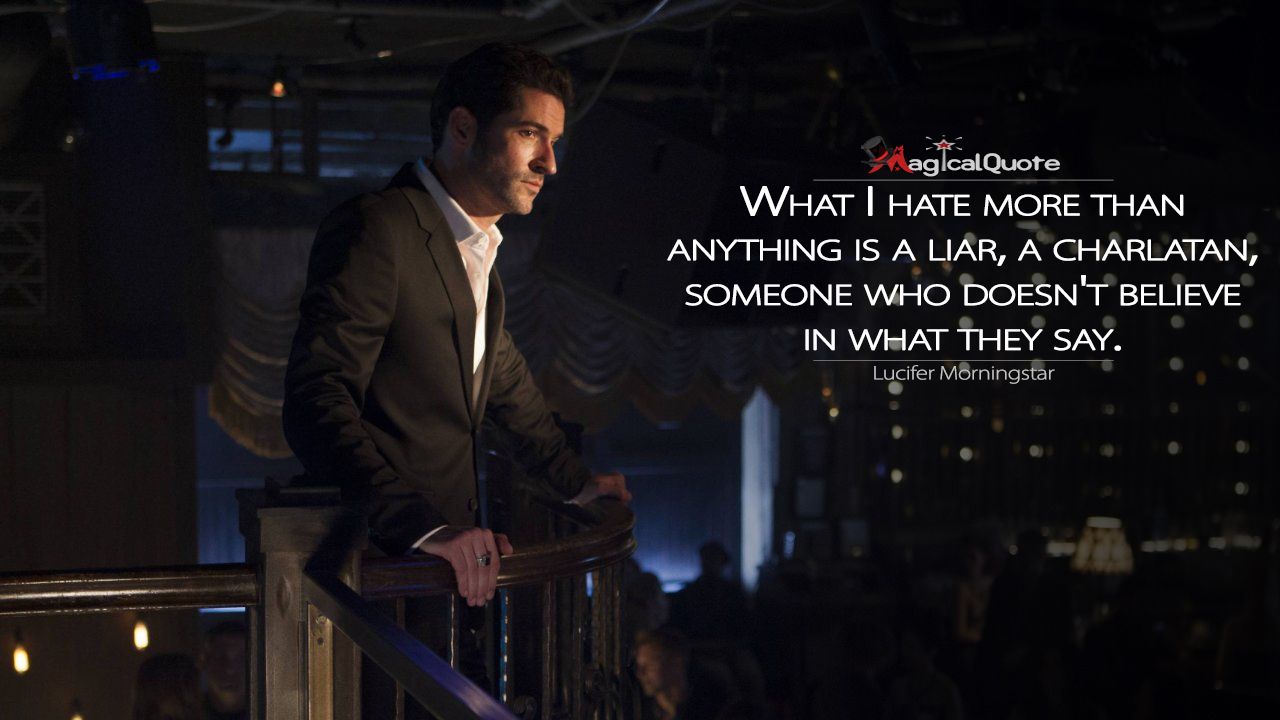 MagicalQuote
What I hate more than
anything is a liar, a charlatan,
someone who doesn't believe
in what they say.
Lucifer Morningstar